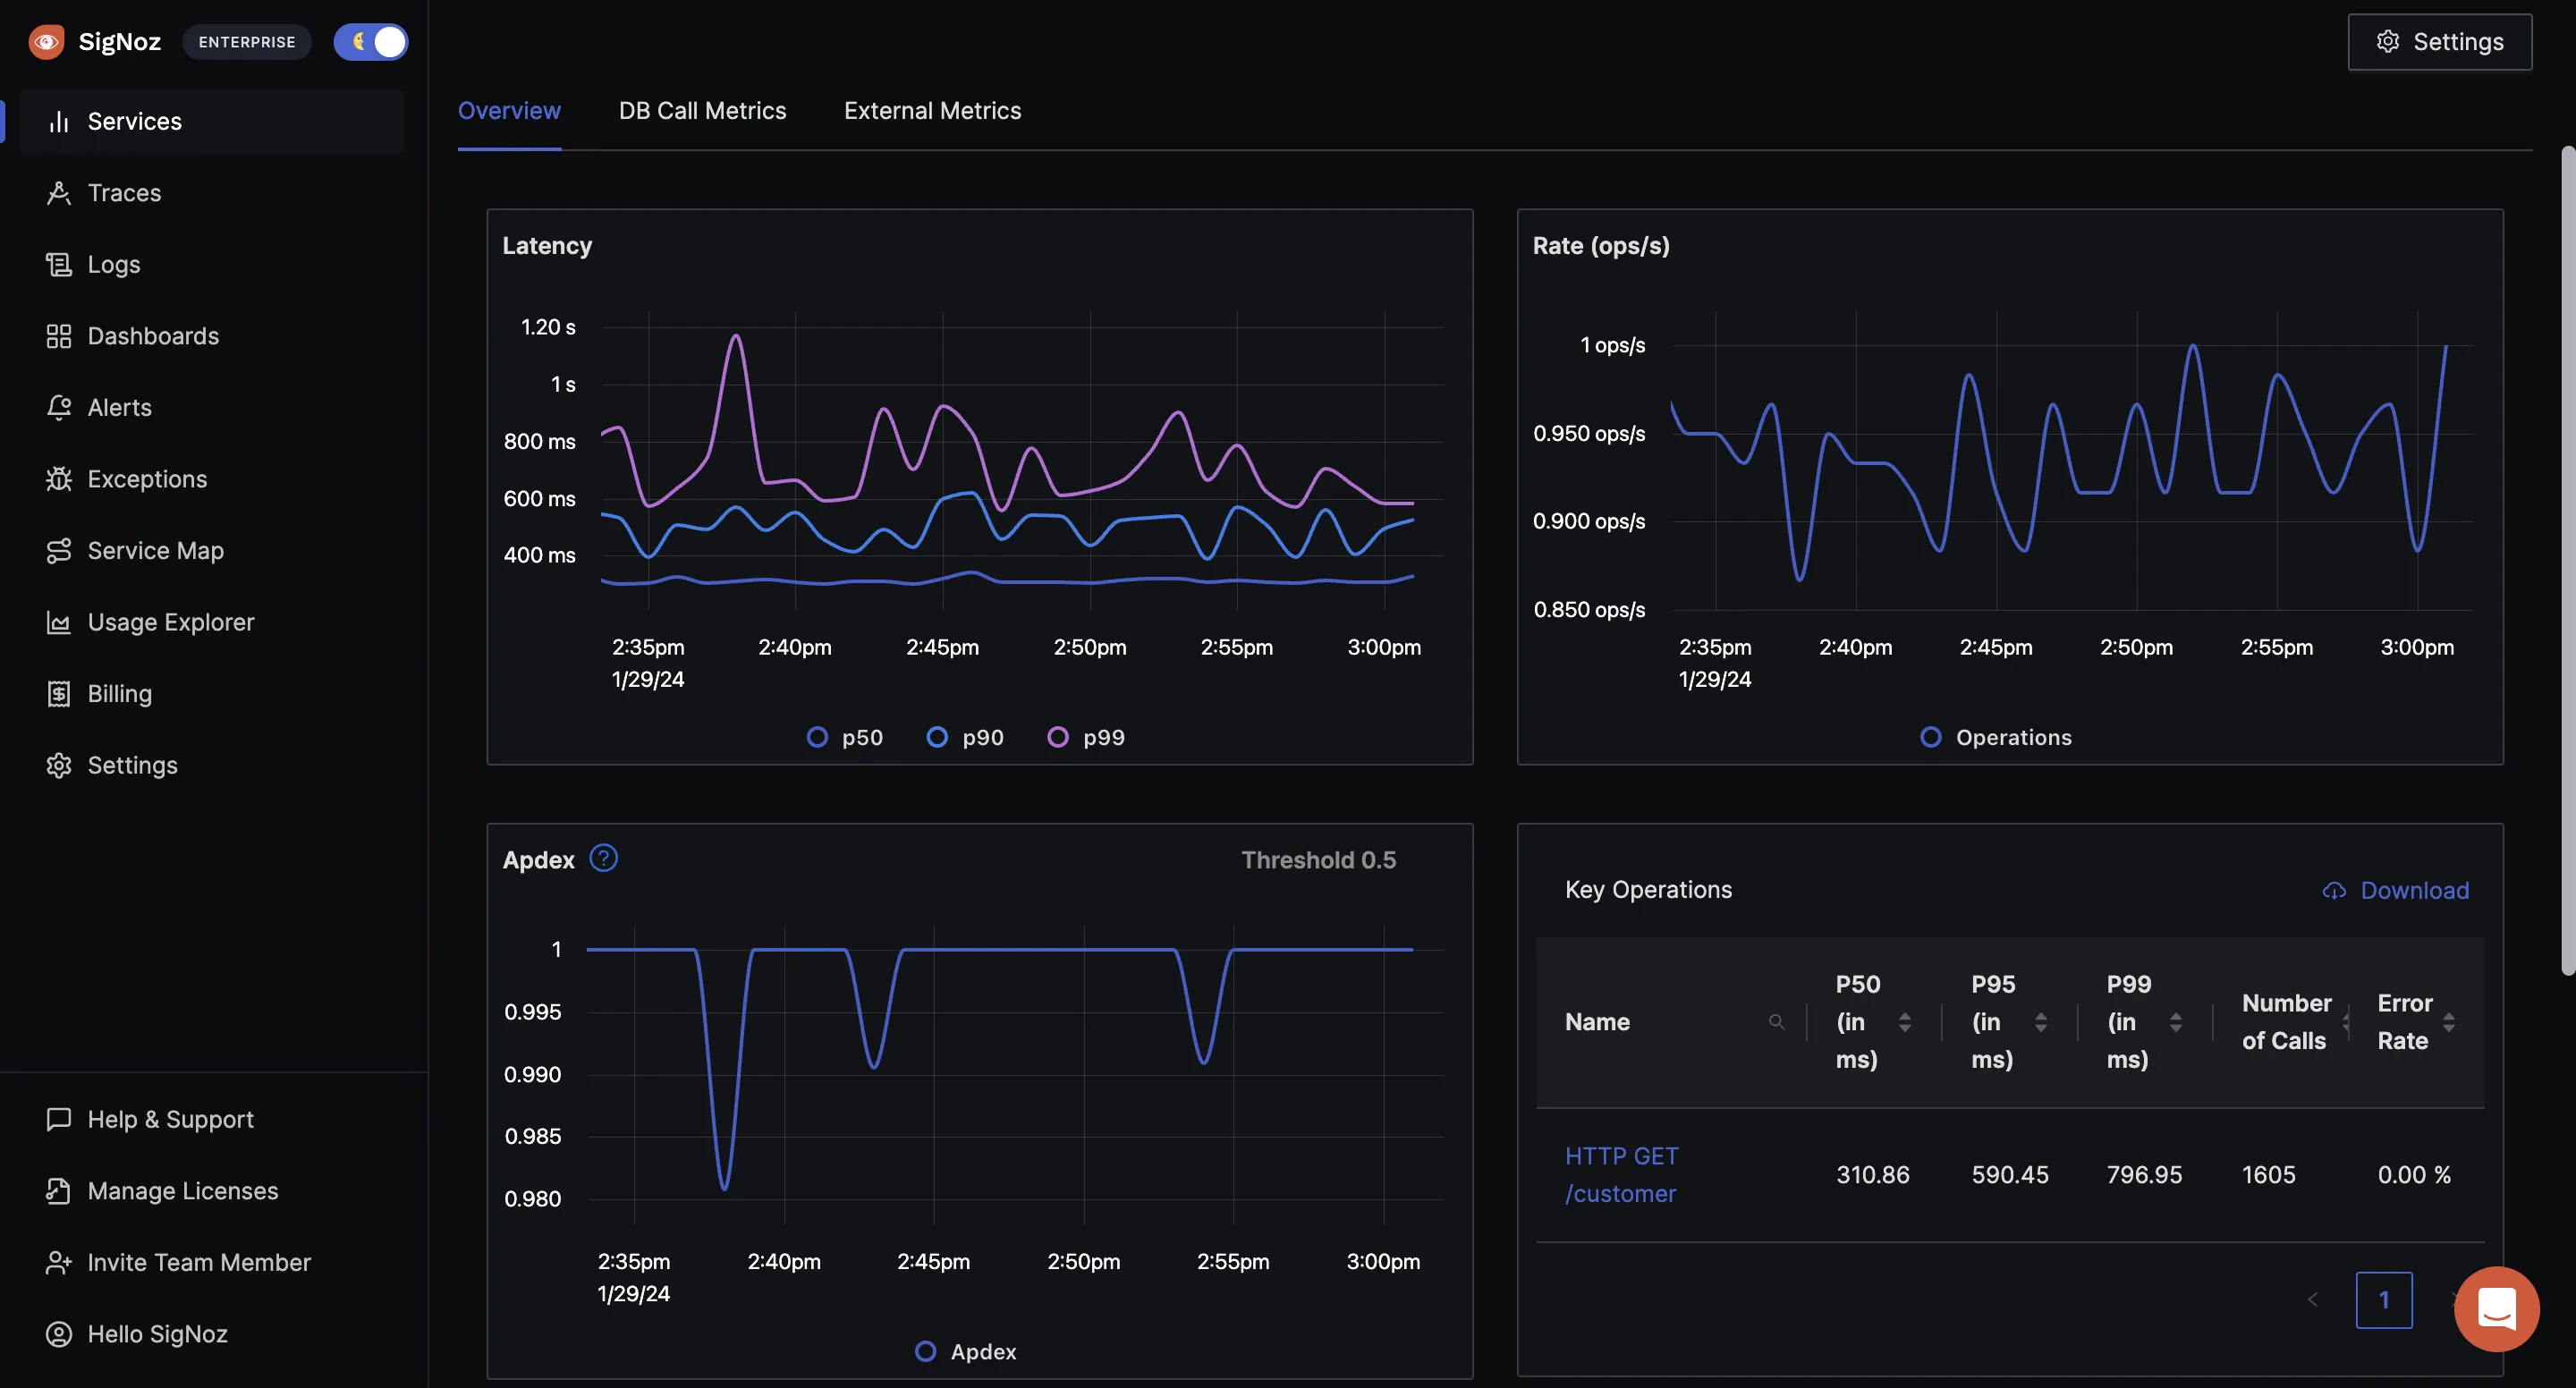 SigNoz ENTERPRISE
Services
Traces
Logs
Dashboards
Alerts
Exceptions
Service Map
Usage Explorer
Billing
Settings
Help & Support
Manage Licenses
Invite Team Member
Hello SigNoz
Settings
Overview DB Call Metrics External Metrics
Latency
1.20 s
1 s
800 ms
600 ms
400 ms
2:35pm 2:40pm 2:45pm 2:50pm 2:55pm 3:00pm
1/29/24
p50 p90 p99
Rate (ops/s)
1 ops/s
0.950 ops/s
0.900 ops/s
0.850 ops/s
2:35pm 2:40pm 2:45pm 2:50pm 2:55pm 3:00pm
1/29/24
Operations
Apdex ? Threshold 0.5
1
0.995
0.990
0.985
0.980
2:35pm 2:40pm 2:45pm 2:50pm 2:55pm 3:00pm
1/29/24
Apdex
Key Operations Download
Name
P50
(in
ms)
P95
(in
ms)
P99
(in
ms)
Number
of Calls
Error
Rate
HTTP GET
/customer
310.86 590.45 796.95 1605 0.00 %
1